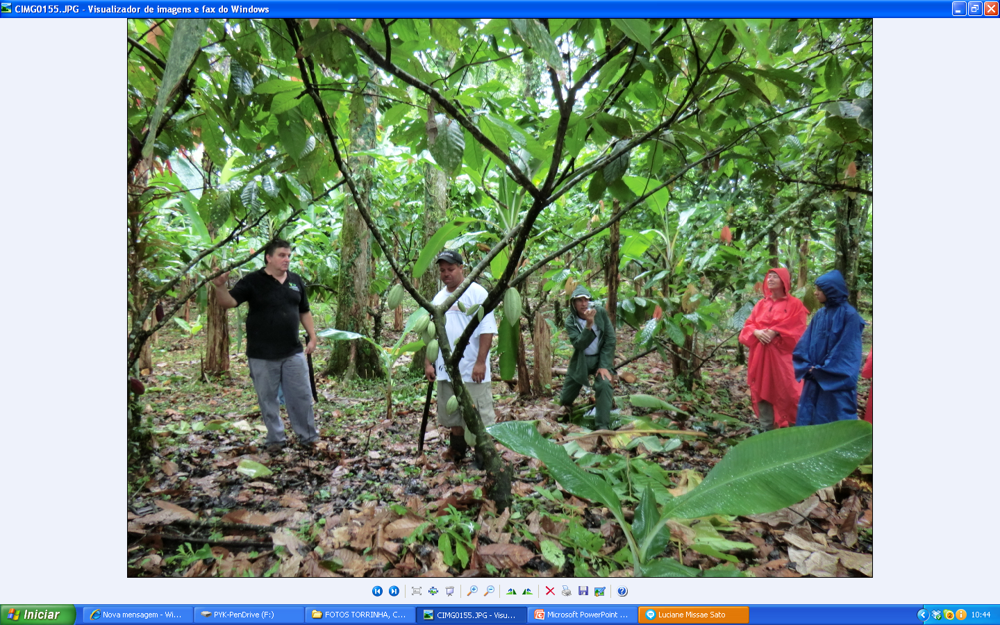 CIMG0155.JPG - Visualizador de imagens e fax do Windows
Iniciar
Nova mensagem - Wi...
PYK-PenDrive (F:)
FOTOS TORRINHA, C...
CIMG0155.JPG - Visu...
Microsoft PowerPoint ...
Luciane Missae Sato
2
10:44